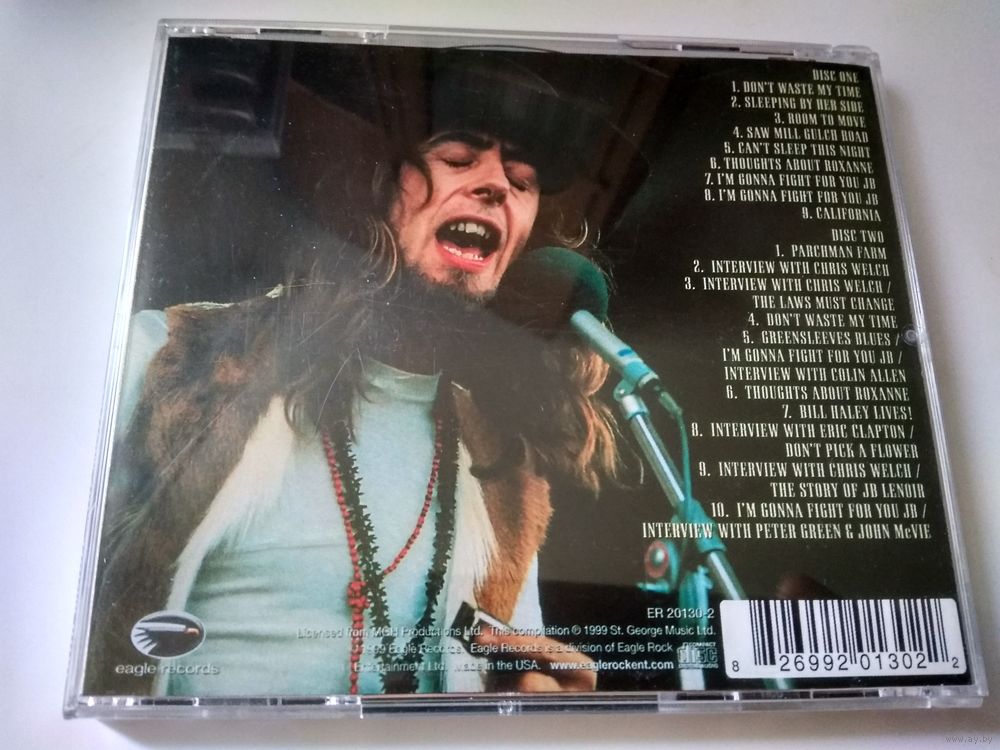 DISC ONE
1. DON'T WASTE MY TIME
2. SLEEPING BY HER SIDE
3. ROOM TO MOVE
4. SAW MILL GULCH ROAD
5. CAN'T SLEEP THIS NIGHT
6. THOUGHTS ABOUT ROXANNE
7. I'M GONNA FIGHT FOR YOU JB
8. I'M GONNA FIGHT FOR YOU JB
9. CALIFORNIA
DISC TWO
1. PARCHMAN FARM
2. INTERVIEW WITH CHRIS WELCH
3. INTERVIEW WITH CHRIS WELCH /
THE LAWS MUST CHANGE
4. DON'T WASTE MY TIME
5. GREENSLEEVES BLUES /
I'M GONNA FIGHT FOR YOU JB /
INTERVIEW WITH COLIN ALLEN
6. THOUGHTS ABOUT ROXANNE
7. BILL HALEY LIVES!
8. INTERVIEW WITH ERIC CLAPTON /
DON'T PICK A FLOWER
9. INTERVIEW WITH CHRIS WELCH /
THE STORY OF JB LENOIR
10. I'M GONNA FIGHT FOR YOU JB /
INTERVIEW WITH PETER GREEN & JOHN McVIE
ER 20130-2
Licensed from Productions Ltd. This compilation ℗ 1999 St. George Music Ltd.
© 1999 Eagle Records. Eagle Records is a division of Eagle Rock
Entertainment Ltd. Made in the USA. www.eaglerockent.com
eagle records
COMPACT
disc
DIGITAL AUDIO
8 26992 01302 2
www.ay.by